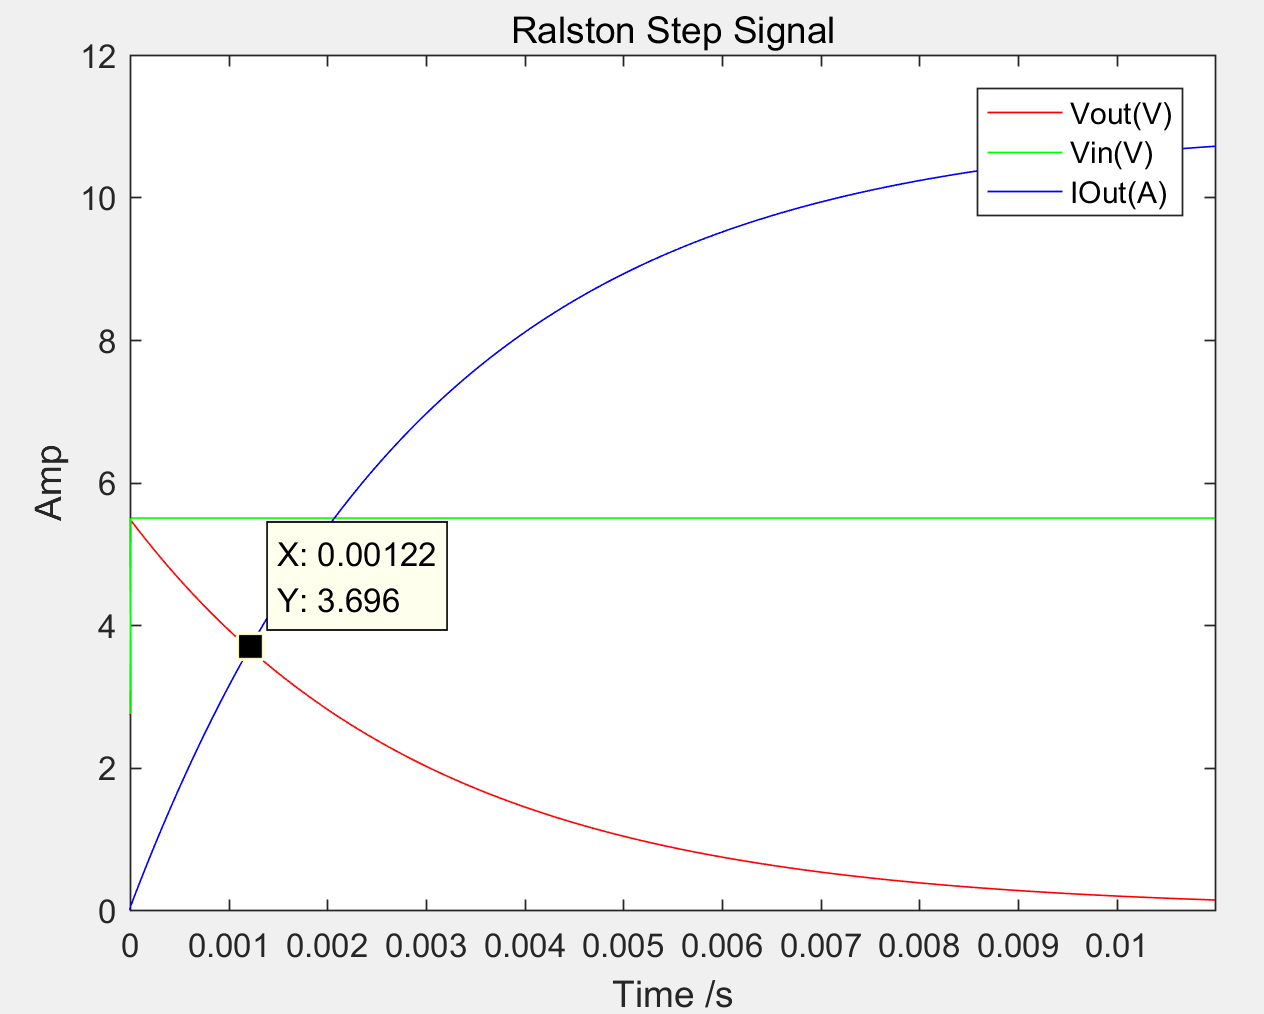 Ralston Step Signal
12
10
8
6
4
2
0
Amp
Vout(V)
Vin(V)
IOut(A)
X: 0.00122
Y: 3.696
0 0.001 0.002 0.003 0.004 0.005 0.006 0.007 0.008 0.009 0.01
Time /s